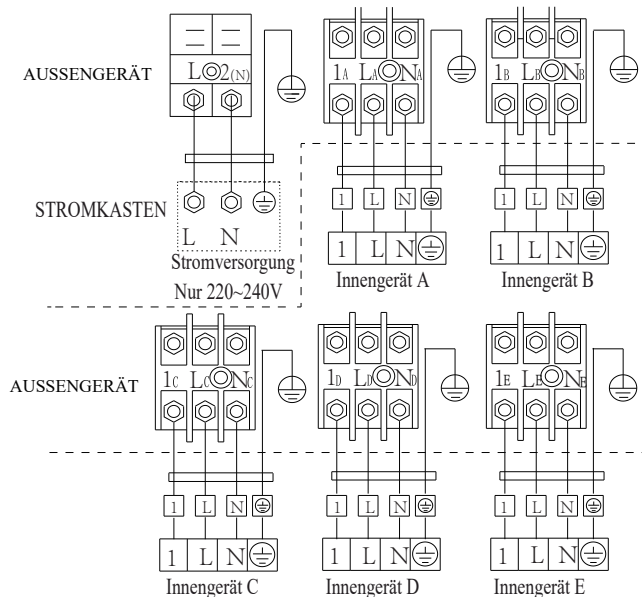 AUSSENGERÄT
L 2(N)
1A LA NA
1B LB NB
STROMKASTEN
L N
Stromversorgung
Nur 220~240V
1 L N
1 L N
Innengerät A
1 L N
1 L N
Innengerät B
AUSSENGERÄT
1C LC NC
1D LD ND
1E LE NE
1 L N
1 L N
Innengerät C
1 L N
1 L N
Innengerät D
1 L N
1 L N
Innengerät E